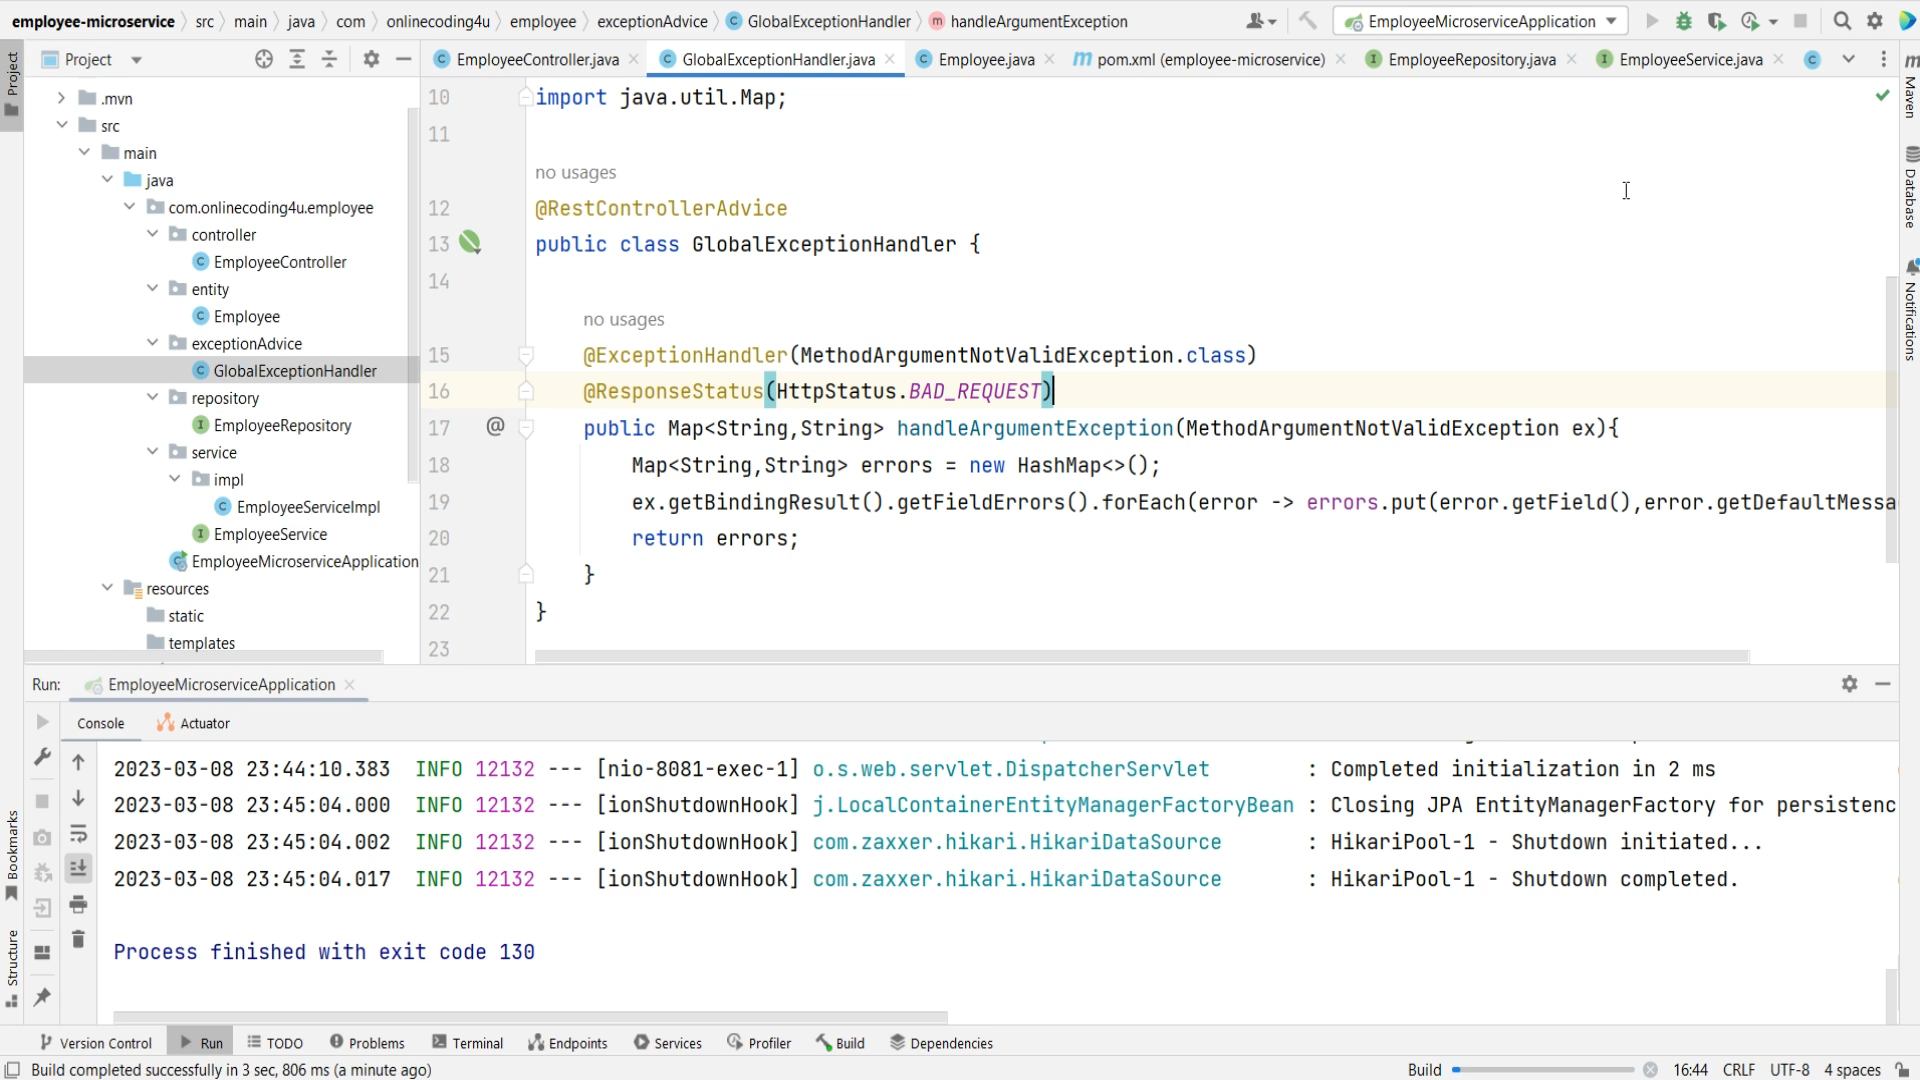 employee-microservice src main java com onlinecoding4u employee exceptionAdvice GlobalExceptionHandler handleArgumentException EmployeeMicroserviceApplication
Project EmployeeController.java GlobalExceptionHandler.java Employee.java pom.xml (employee-microservice) EmployeeRepository.java EmployeeService.java
Project
Bookmarks
Structure
.mvn
src
main
java
com.onlinecoding4u.employee
controller
EmployeeController
entity
Employee
exceptionAdvice
GlobalExceptionHandler
repository
EmployeeRepository
service
impl
EmployeeServiceImpl
EmployeeService
EmployeeMicroserviceApplication
resources
static
templates
10 import java.util.Map;
11
no usages
12 @RestControllerAdvice
13 public class GlobalExceptionHandler {
14
no usages
15 @ExceptionHandler(MethodArgumentNotValidException.class)
16 @ResponseStatus(HttpStatus.BAD_REQUEST)
17 @ public Map<String,String> handleArgumentException(MethodArgumentNotValidException ex){
18 Map<String,String> errors = new HashMap<>();
19 ex.getBindingResult().getFieldErrors().forEach(error -> errors.put(error.getField(),error.getDefaultMessa
20 return errors;
21 }
22 }
23
Maven
Database
Notifications
Run: EmployeeMicroserviceApplication
Console Actuator
2023-03-08 23:44:10.383 INFO 12132 --- [nio-8081-exec-1] o.s.web.servlet.DispatcherServlet : Completed initialization in 2 ms
2023-03-08 23:45:04.000 INFO 12132 --- [ionShutdownHook] j.LocalContainerEntityManagerFactoryBean : Closing JPA EntityManagerFactory for persistenc
2023-03-08 23:45:04.002 INFO 12132 --- [ionShutdownHook] com.zaxxer.hikari.HikariDataSource : HikariPool-1 - Shutdown initiated...
2023-03-08 23:45:04.017 INFO 12132 --- [ionShutdownHook] com.zaxxer.hikari.HikariDataSource : HikariPool-1 - Shutdown completed.
Process finished with exit code 130
Version Control Run TODO Problems Terminal Endpoints Services Profiler Build Dependencies
Build completed successfully in 3 sec, 806 ms (a minute ago) Build 16:44 CRLF UTF-8 4 spaces